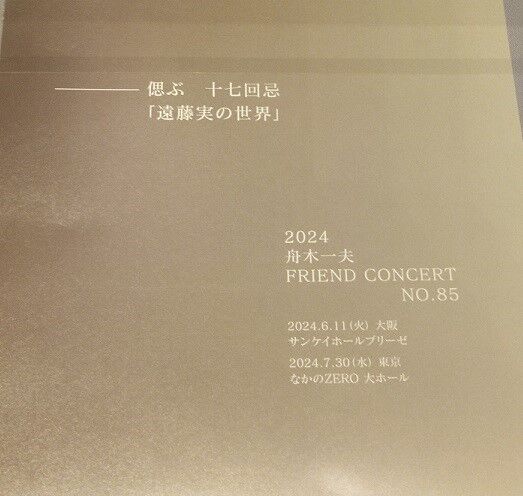 偲ぶ 十七回忌
「遠藤実の世界」
2024
舟木一夫
FRIEND CONCERT
NO.85
2024.6.11(火) 大阪
サンケイホールブリーゼ
2024.7.30(水) 東京
なかのZERO 大ホール